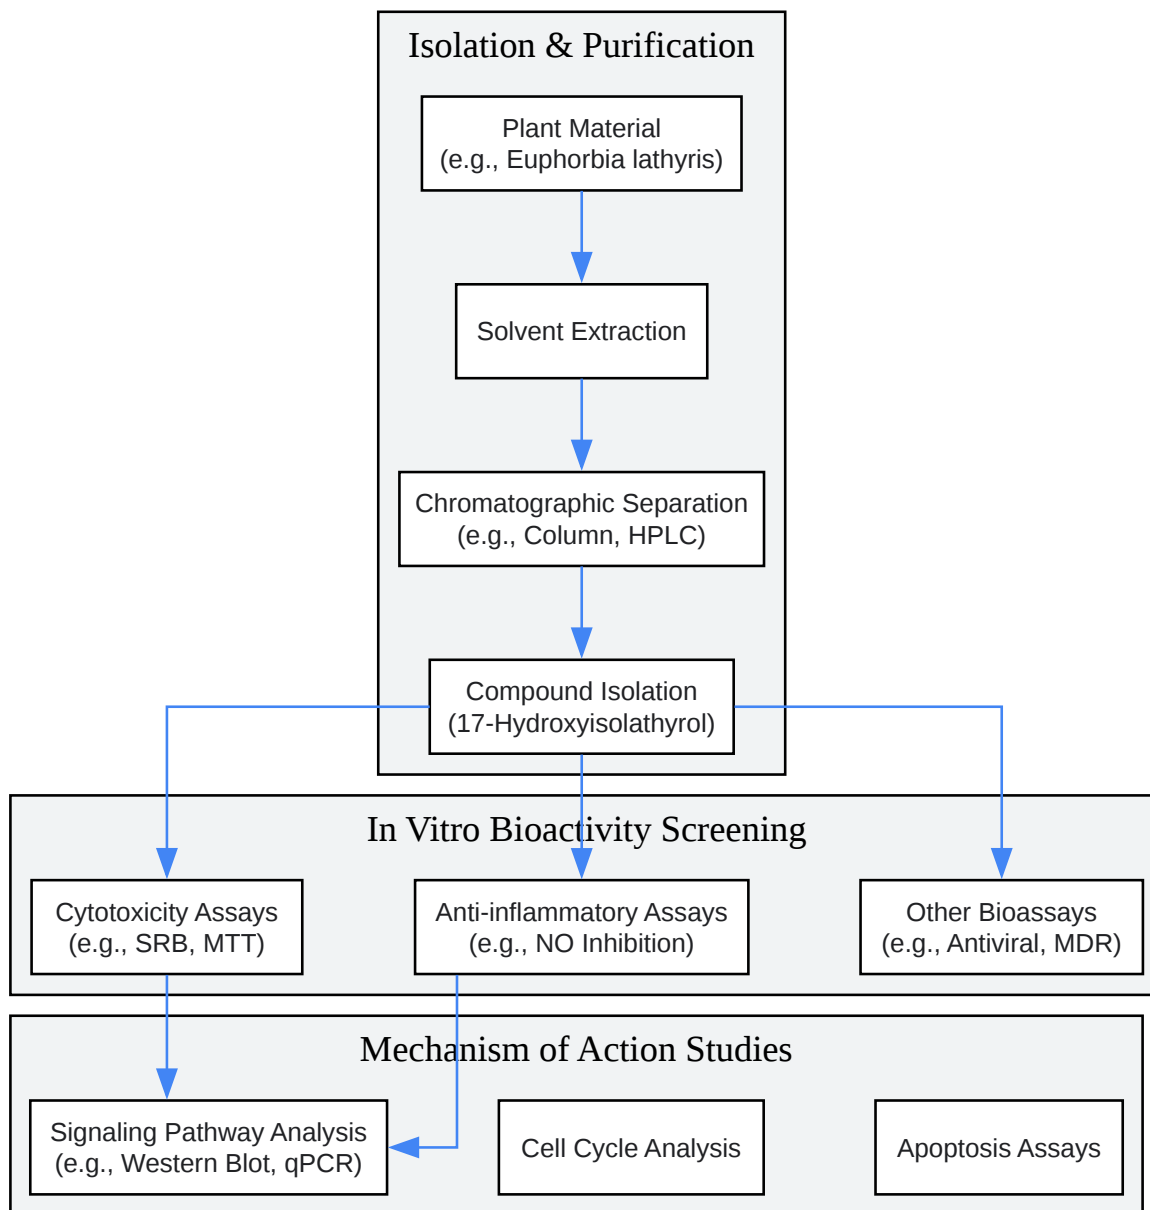 Isolation & Purification
Plant Material
(e.g., Euphorbia lathyris)
Solvent Extraction
Chromatographic Separation
(e.g., Column, HPLC)
Compound Isolation
(17-Hydroxyisolathyrol)
In Vitro Bioactivity Screening
Cytotoxicity Assays
(e.g., SRB, MTT)
Anti-inflammatory Assays
(e.g., NO Inhibition)
Other Bioassays
(e.g., Antiviral, MDR)
Mechanism of Action Studies
Signaling Pathway Analysis
(e.g., Western Blot, qPCR)
Cell Cycle Analysis
Apoptosis Assays